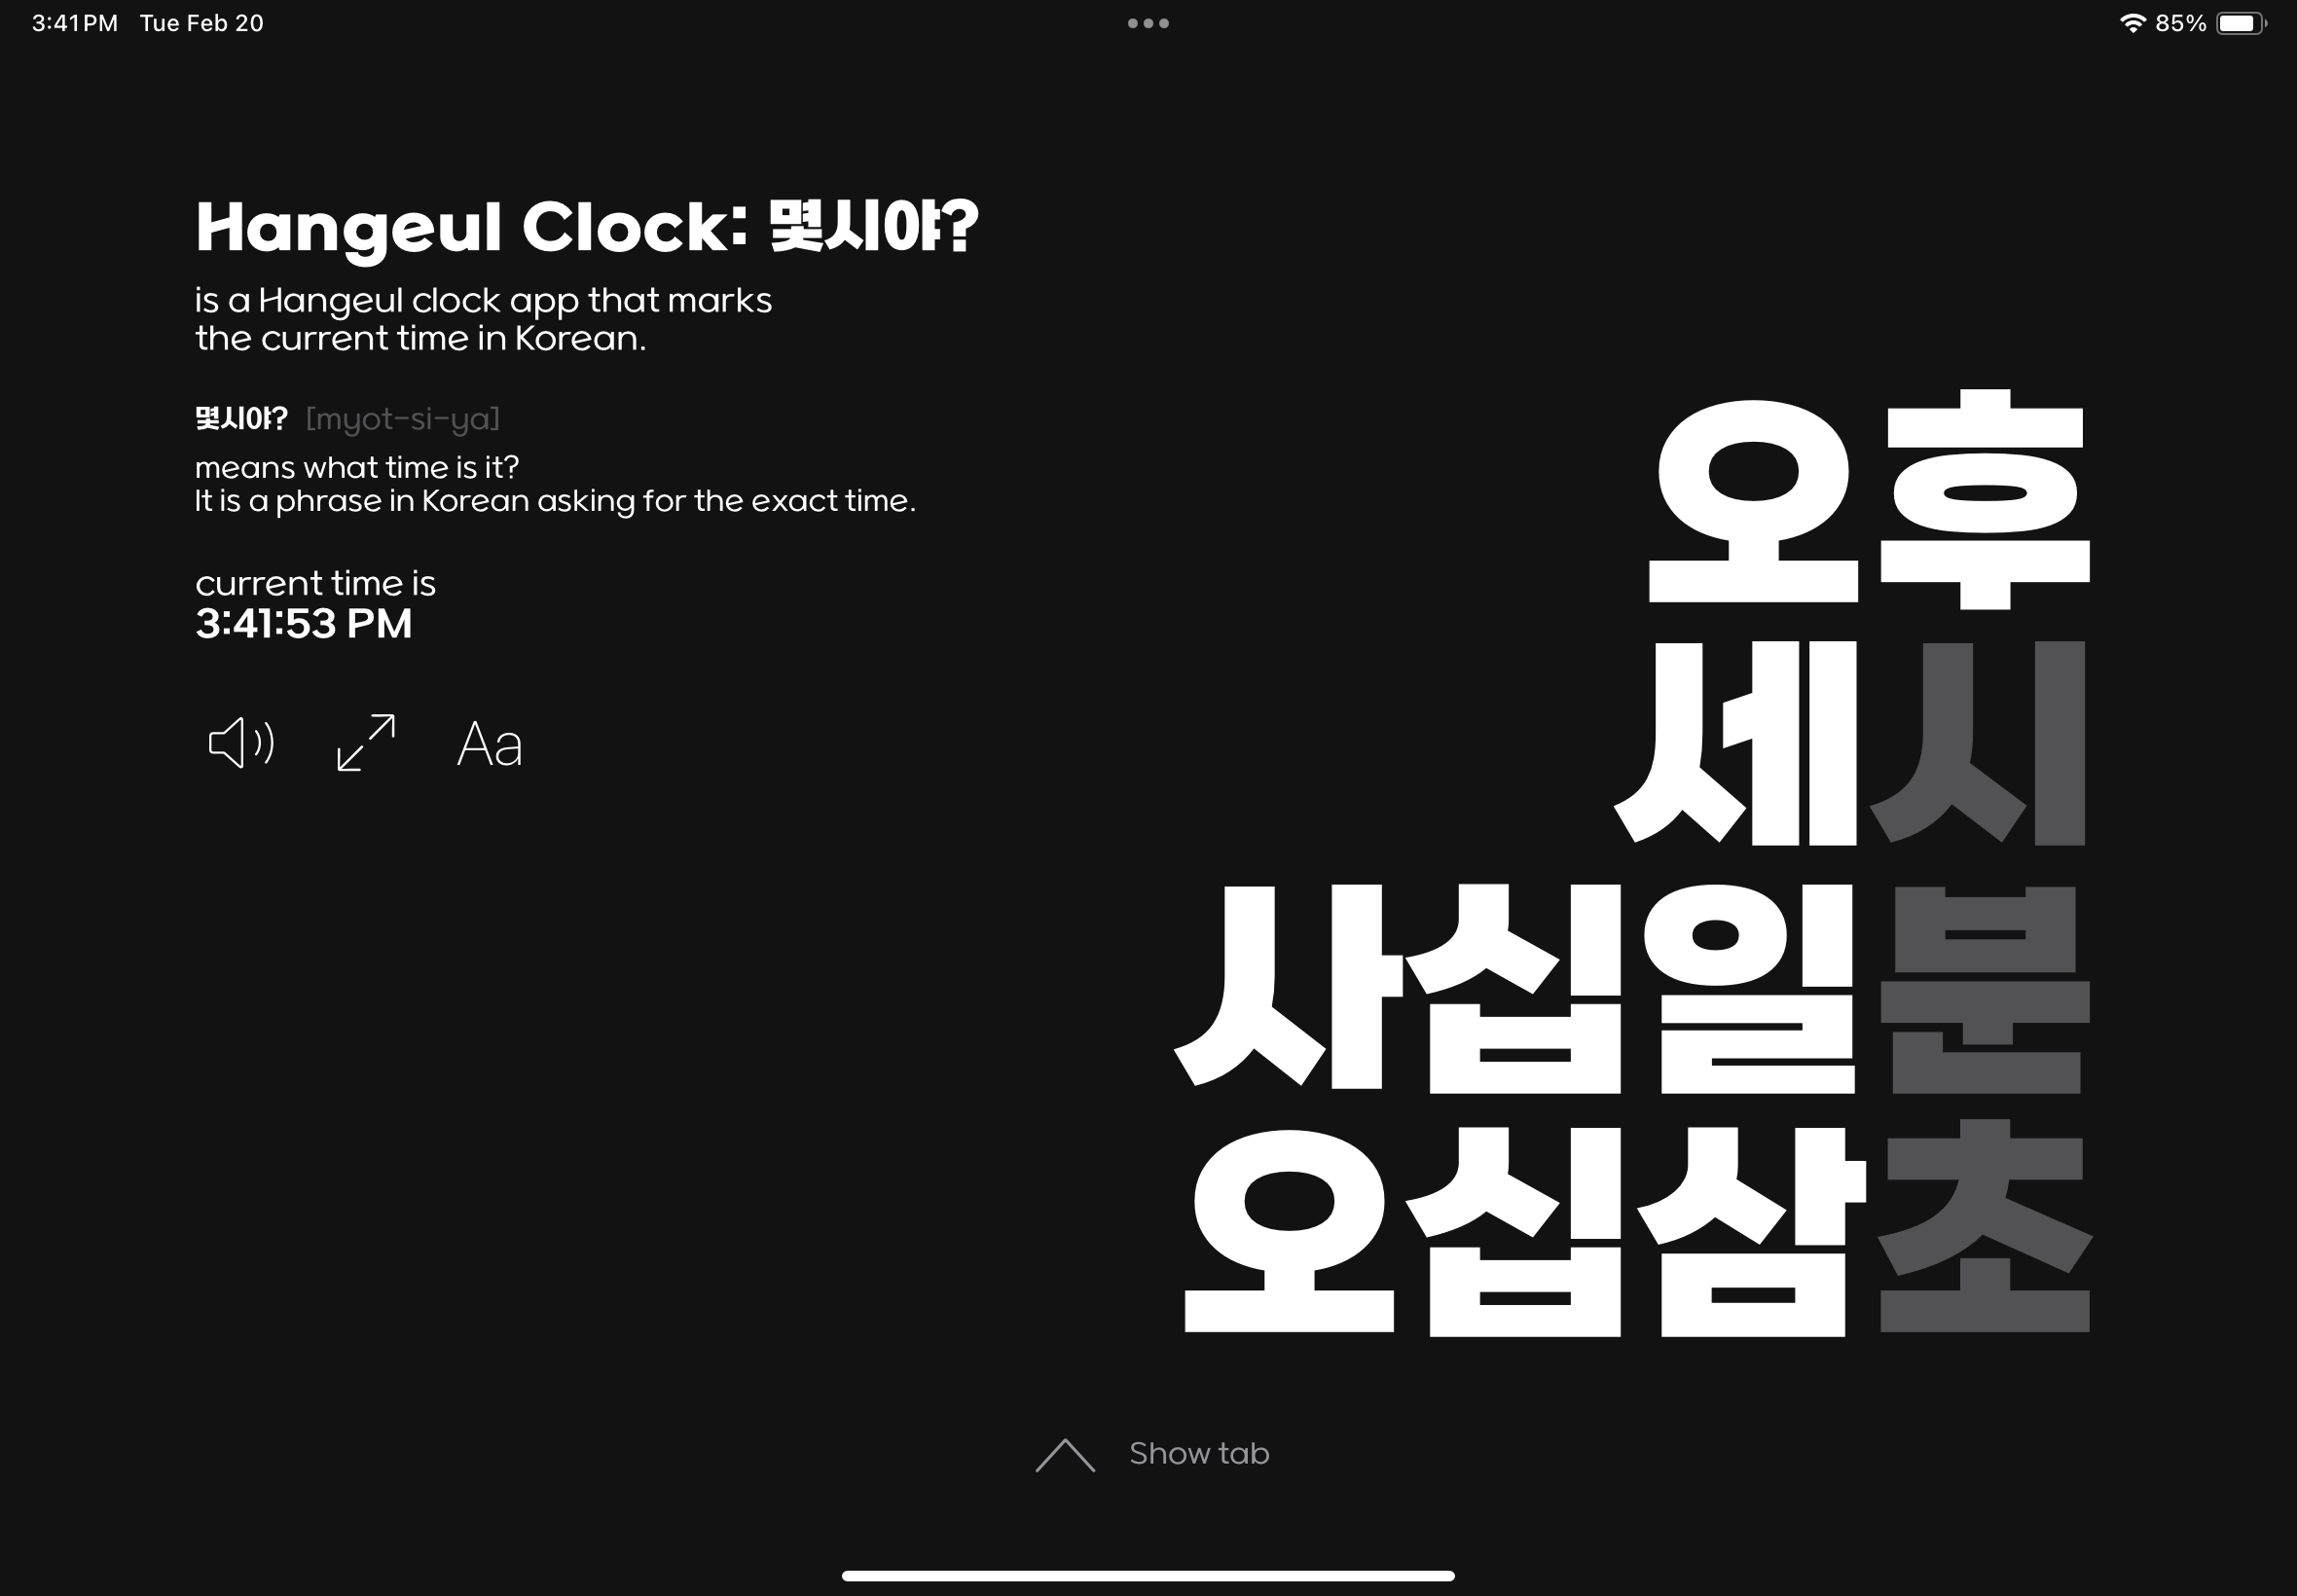 3:41 PM Tue Feb 20
85%
Hangeul Clock: 몇시야?
is a Hangeul clock app that marks
the current time in Korean.
몇시야? [myot-si-ya]
means what time is it?
It is a phrase in Korean asking for the exact time.
current time is
3:41:53 PM
Aa
오후
세시
사십일분
오십삼초
Show tab